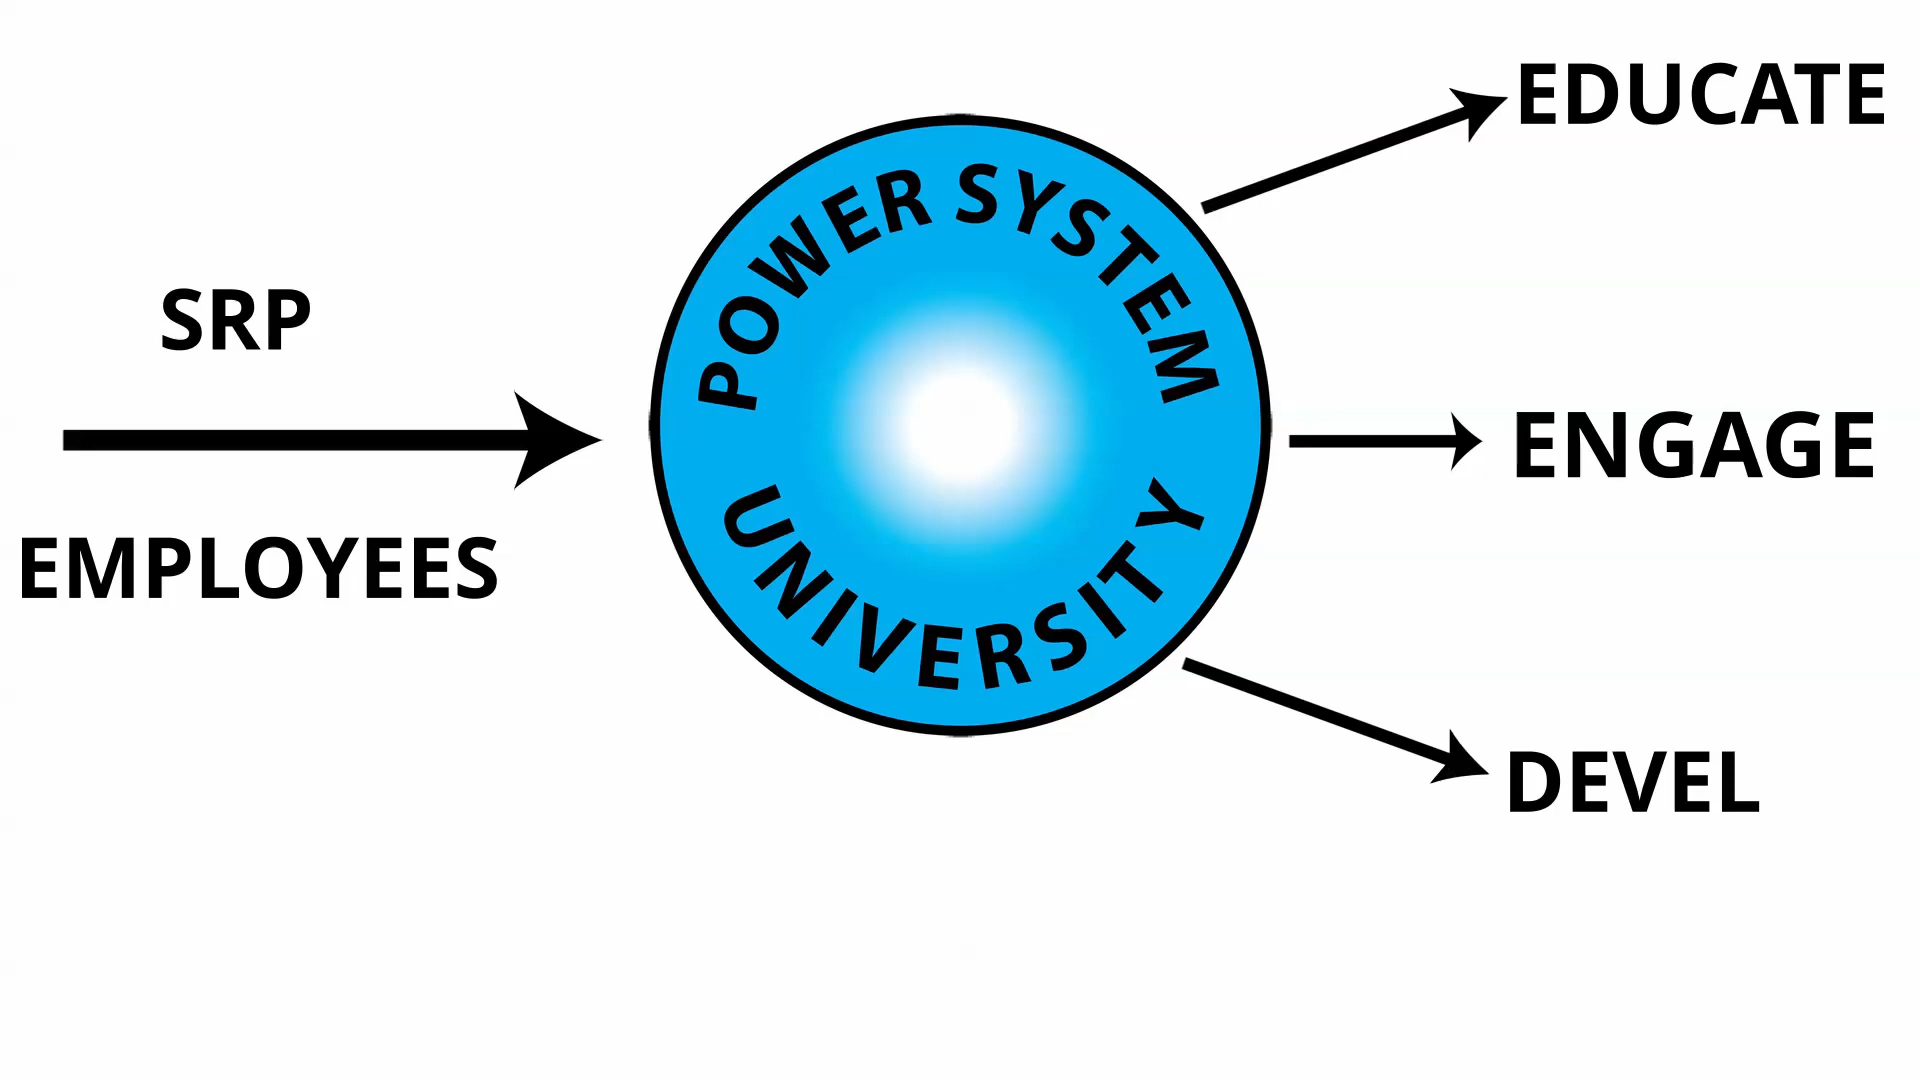 SRP
EMPLOYEES
POWER SYSTEM
UNIVERSITY
EDUCATE
ENGAGE
DEVEL